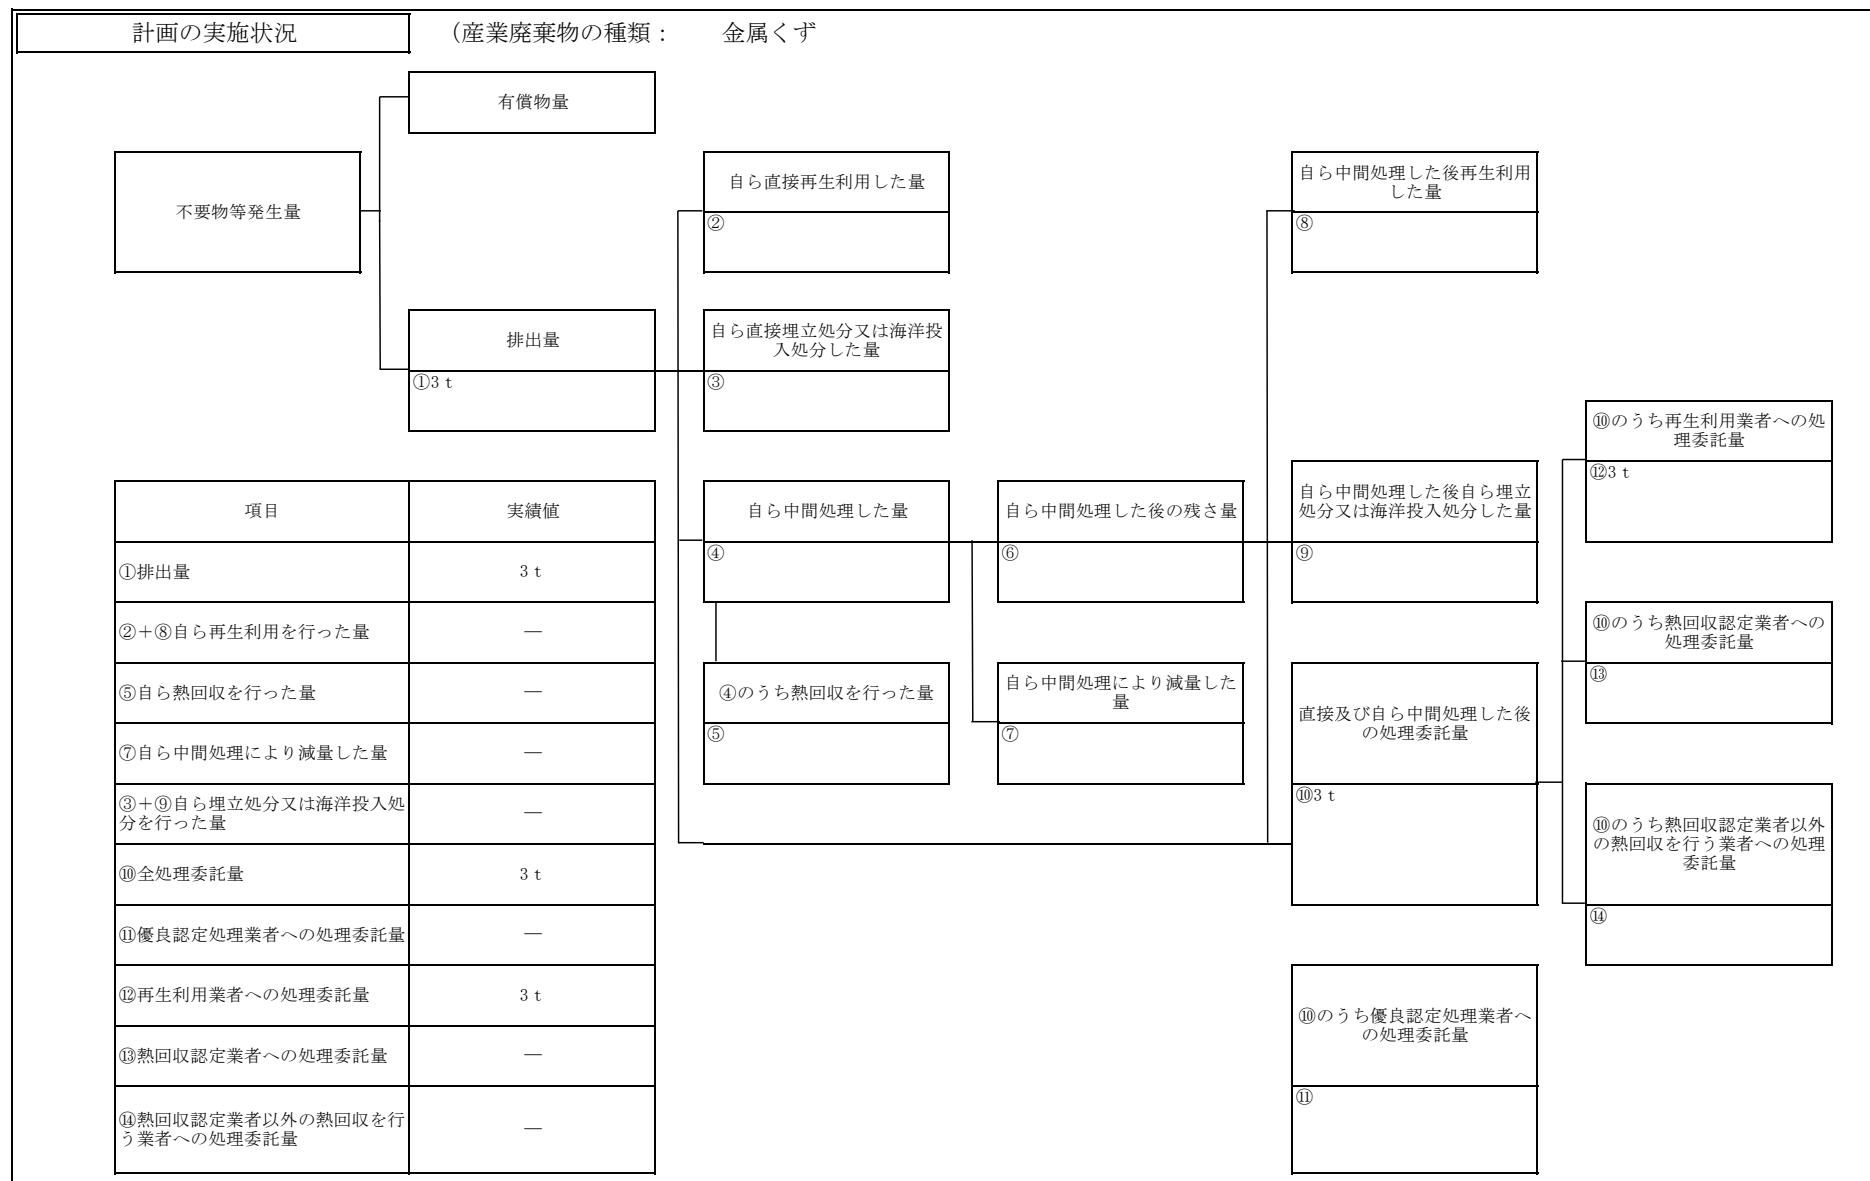 計画の実施状況
（産業廃棄物の種類： 金属くず
有償物量
不要物等発生量
自ら直接再生利用した量
②
自ら中間処理した後再生利用
した量
⑧
排出量
①3 t
自ら直接埋立処分又は海洋投
入処分した量
③
⑩のうち再生利用業者への処
理委託量
⑫3 t
自ら中間処理した量
④
自ら中間処理した後の残さ量
⑥
自ら中間処理した後自ら埋立
処分又は海洋投入処分した量
⑨
⑩のうち熱回収認定業者への
処理委託量
⑬
④のうち熱回収を行った量
⑤
自ら中間処理により減量した
量
⑦
直接及び自ら中間処理した後
の処理委託量
⑩3 t
⑩のうち熱回収認定業者以外
の熱回収を行う業者への処理
委託量
⑭
⑩のうち優良認定処理業者へ
の処理委託量
⑪
項目 実績値
①排出量 3 t
②＋⑧自ら再生利用を行った量 ―
⑤自ら熱回収を行った量 ―
⑦自ら中間処理により減量した量 ―
③＋⑨自ら埋立処分又は海洋投入処
分を行った量 ―
⑩全処理委託量 3 t
⑪優良認定処理業者への処理委託量 ―
⑫再生利用業者への処理委託量 3 t
⑬熱回収認定業者への処理委託量 ―
⑭熱回収認定業者以外の熱回収を行
う業者への処理委託量 ―